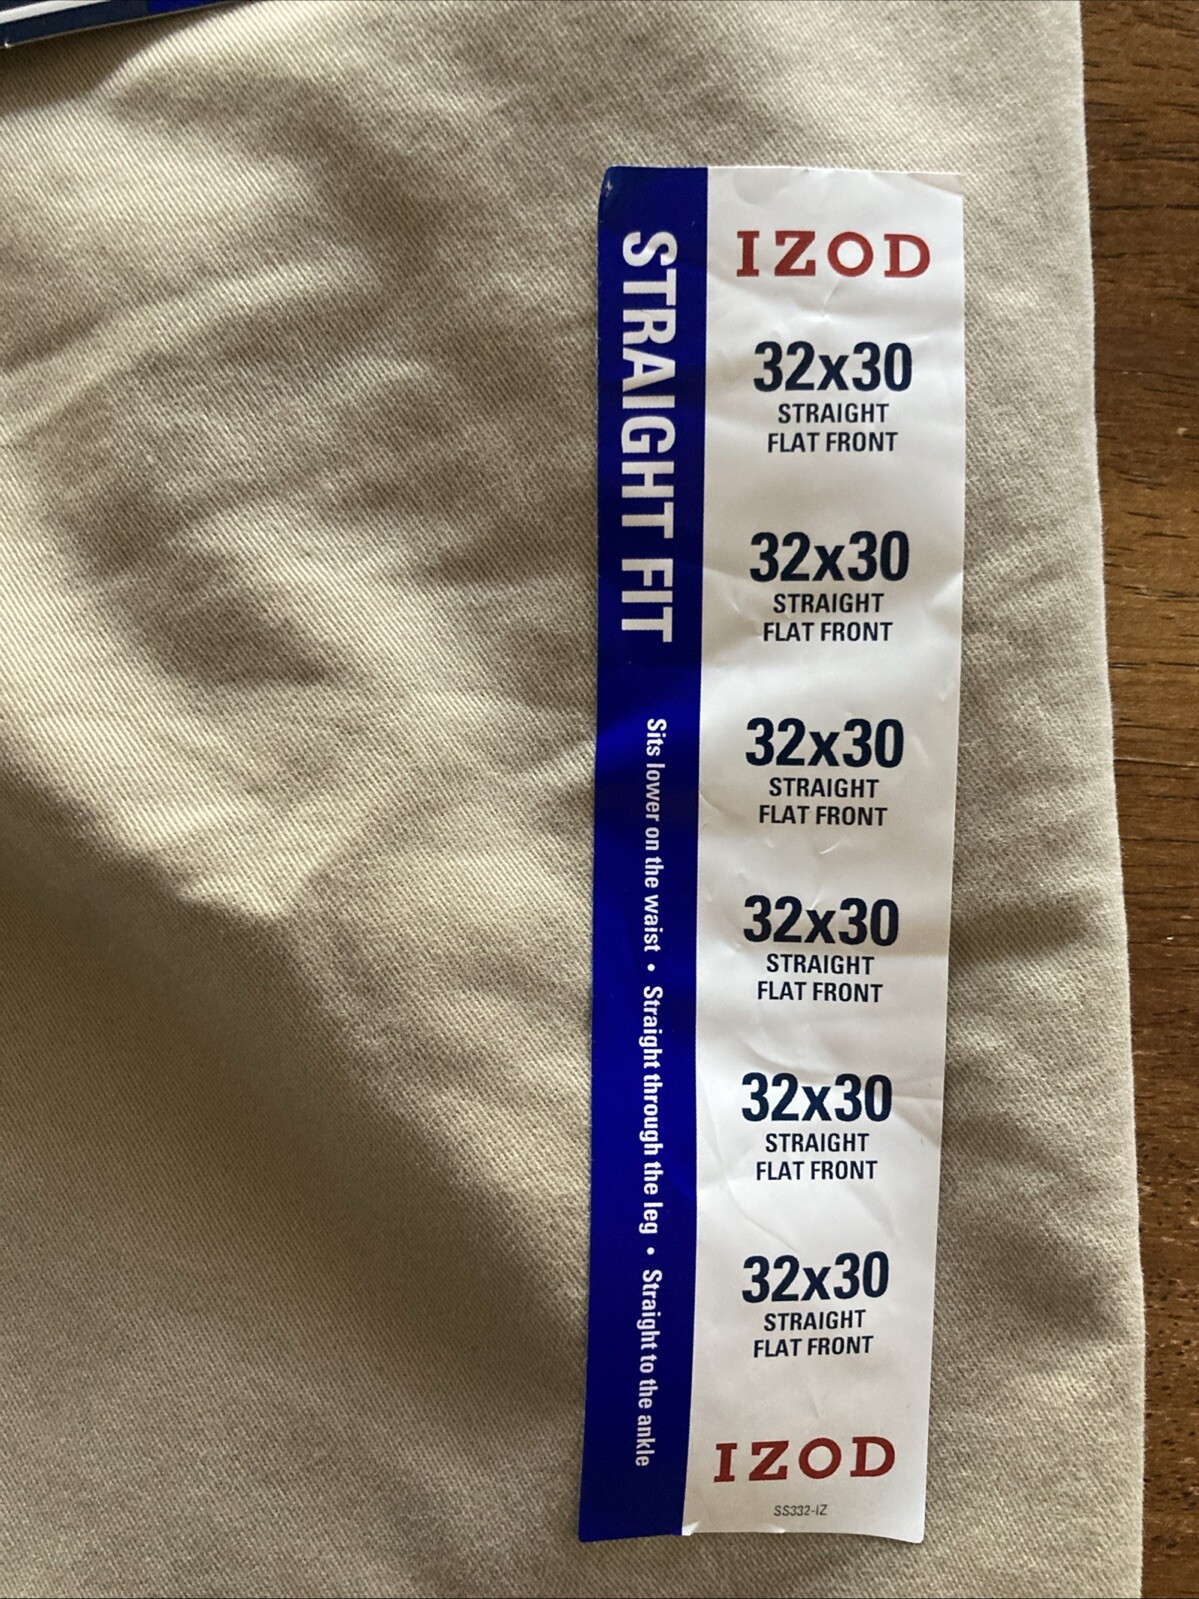 STRAIGHT FIT
Sits lower on the waist • Straight through the leg • Straight to the ankle
IZOD
32x30
STRAIGHT
FLAT FRONT
32x30
STRAIGHT
FLAT FRONT
32x30
STRAIGHT
FLAT FRONT
32x30
STRAIGHT
FLAT FRONT
32x30
STRAIGHT
FLAT FRONT
32x30
STRAIGHT
FLAT FRONT
IZOD
SS332-IZ